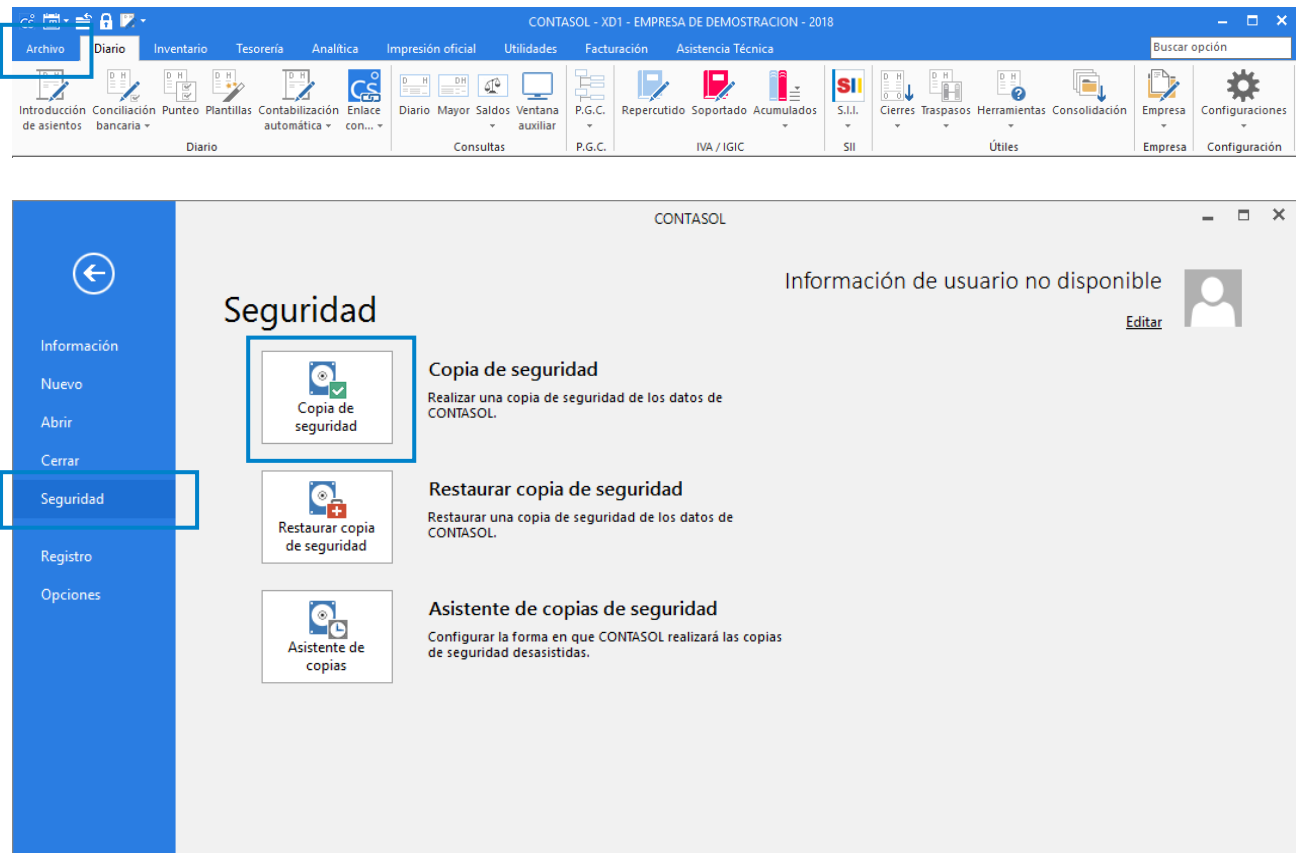 CONTASOL - XD1 - EMPRESA DE DEMOSTRACION - 2018
Archivo Diario Inventario Tesorería Analítica Impresión oficial Utilidades Facturación Asistencia Técnica Buscar opción
Introducción de asientos
Conciliación bancaria
Punteo
Plantillas
Contabilización automática
Enlace con...
Diario
Mayor
Saldos
Ventana auxiliar
P.G.C.
Repercutido
Soportado
Acumulados
S.I.I.
Cierres
Traspasos
Herramientas
Consolidación
Empresa
Configuraciones
Diario Consultas P.G.C. IVA / IGIC SII Útiles Empresa Configuración
CONTASOL
Información de usuario no disponible
Editar
Información
Nuevo
Abrir
Cerrar
Seguridad
Registro
Opciones
Seguridad
Copia de
seguridad
Copia de seguridad
Realizar una copia de seguridad de los datos de
CONTASOL.
Restaurar copia
de seguridad
Restaurar copia de seguridad
Restaurar una copia de seguridad de los datos de
CONTASOL.
Asistente de
copias
Asistente de copias de seguridad
Configurar la forma en que CONTASOL realizará las copias
de seguridad desasistidas.